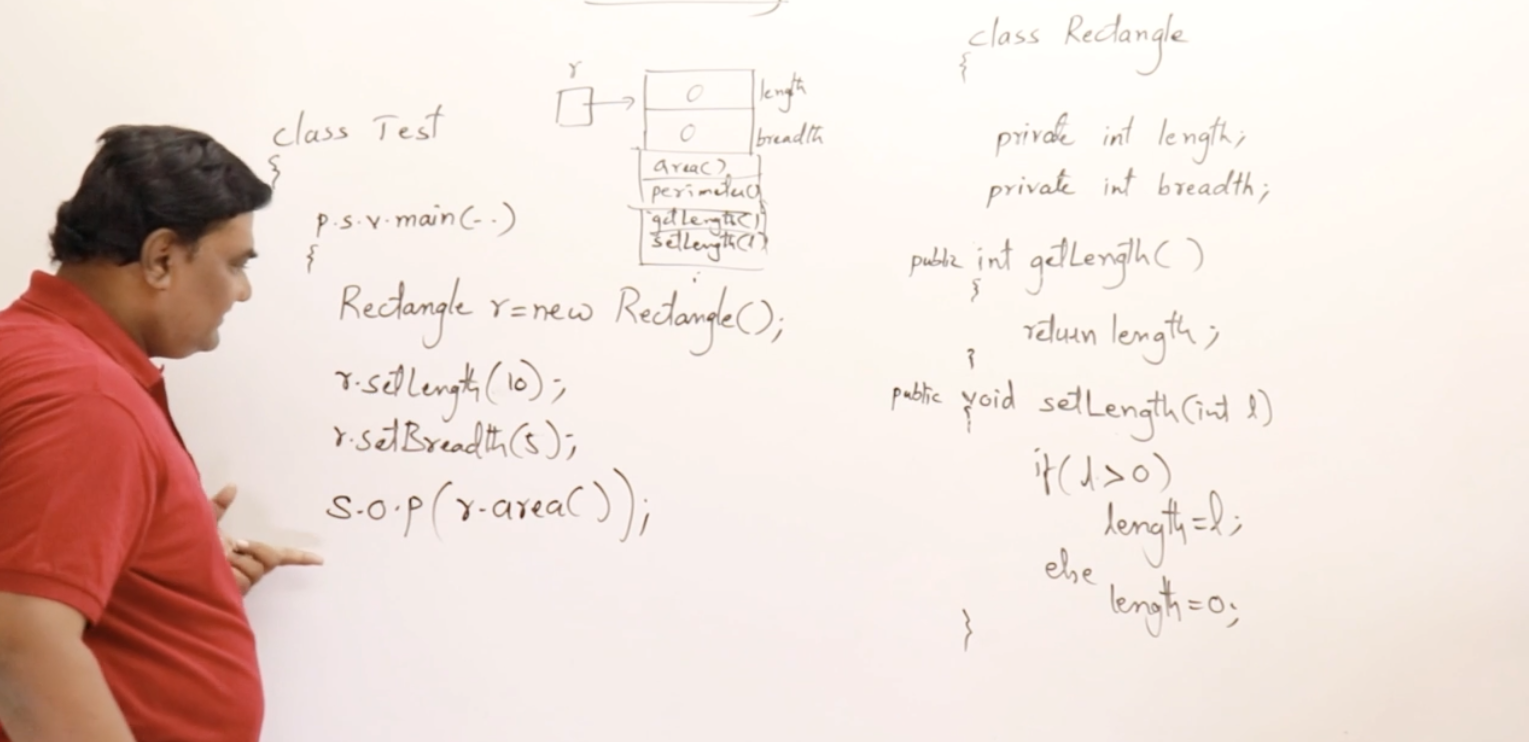 class Test
{
p.s.v.main(--)
{
Rectangle r=new Rectangle();
r.setLength(10);
r.setBreadth(5);
S.O.P(r.area());
r
0 length
0 breadth
area()
perimeter()
getLength()
setLength()
class Rectangle
{
private int length;
private int breadth;
public int getLength()
{
return length;
}
public void setLength(int l)
{
if(l>0)
length=l;
else
length=0;
}